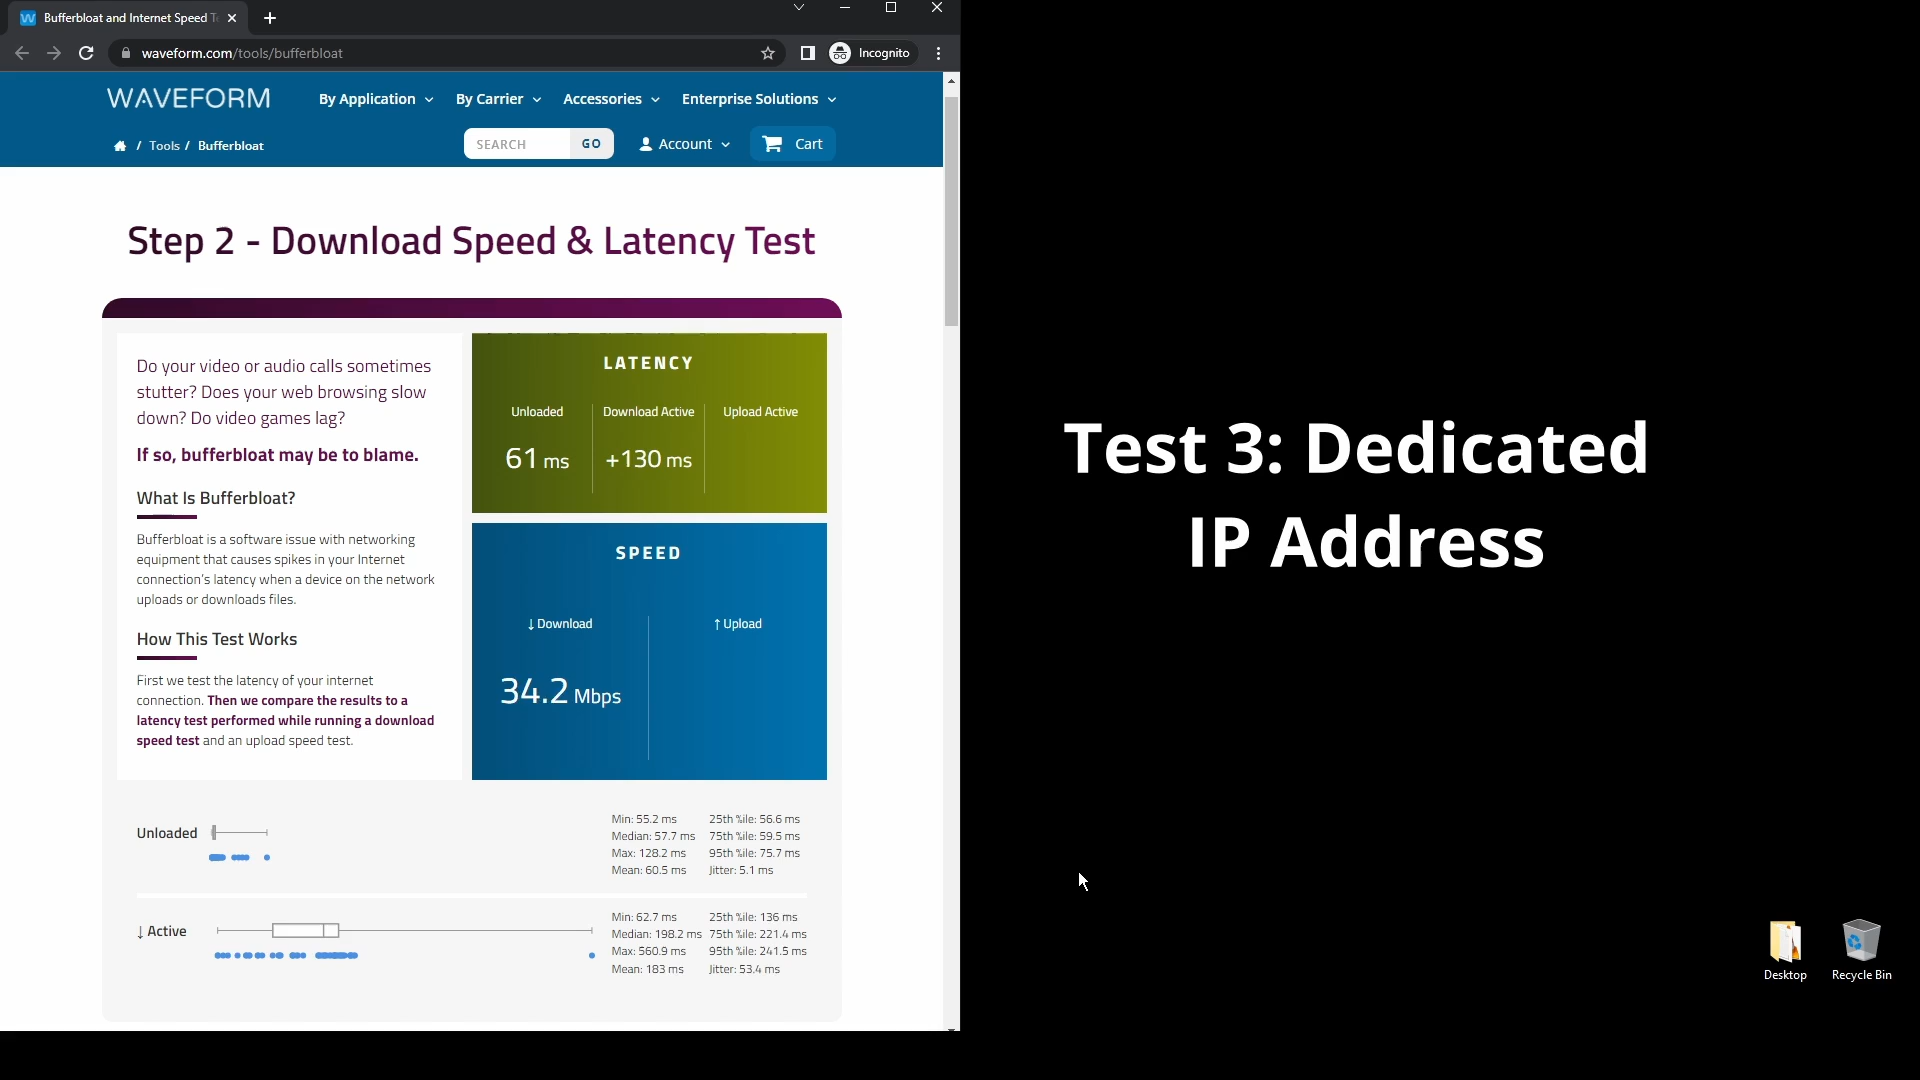 Bufferbloat and Internet Speed T
waveform.com/tools/bufferbloat
Incognito
WAVEFORM
By Application
By Carrier
Accessories
Enterprise Solutions
/ Tools / Bufferbloat
SEARCH
GO
Account
Cart
Step 2 - Download Speed & Latency Test
Do your video or audio calls sometimes
stutter? Does your web browsing slow
down? Do video games lag?
If so, bufferbloat may be to blame.
What Is Bufferbloat?
Bufferbloat is a software issue with networking
equipment that causes spikes in your Internet
connection's latency when a device on the network
uploads or downloads files.
How This Test Works
First we test the latency of your internet
connection. Then we compare the results to a
latency test performed while running a download
speed test and an upload speed test.
LATENCY
Unloaded
Download Active
Upload Active
61 ms
+130 ms
SPEED
↓ Download
↑ Upload
34.2 Mbps
Unloaded
Min: 55.2 ms 25th %ile: 56.6 ms
Median: 57.7 ms 75th %ile: 59.5 ms
Max: 128.2 ms 95th %ile: 75.7 ms
Mean: 60.5 ms Jitter: 5.1 ms
↓ Active
Min: 62.7 ms 25th %ile: 136 ms
Median: 198.2 ms 75th %ile: 221.4 ms
Max: 560.9 ms 95th %ile: 241.5 ms
Mean: 183 ms Jitter: 53.4 ms
Test 3: Dedicated
IP Address
Desktop
Recycle Bin